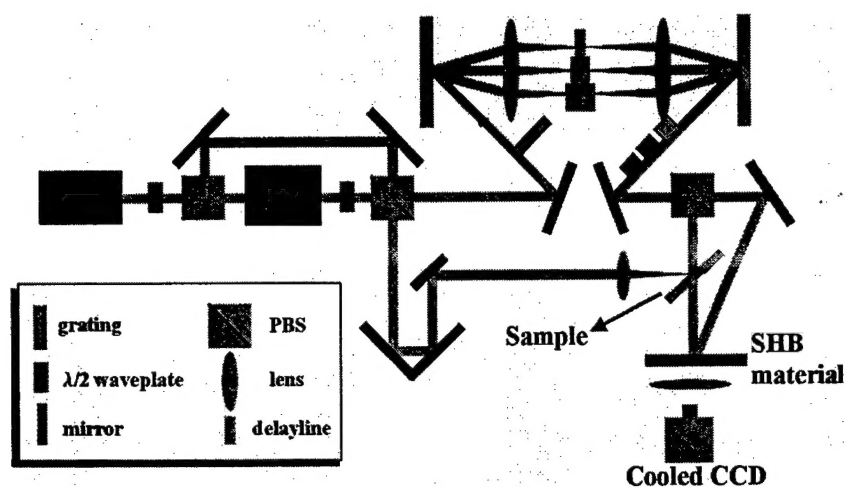 Sample
SHB
material
Cooled CCD
grating
PBS
λ/2 waveplate
lens
mirror
delayline